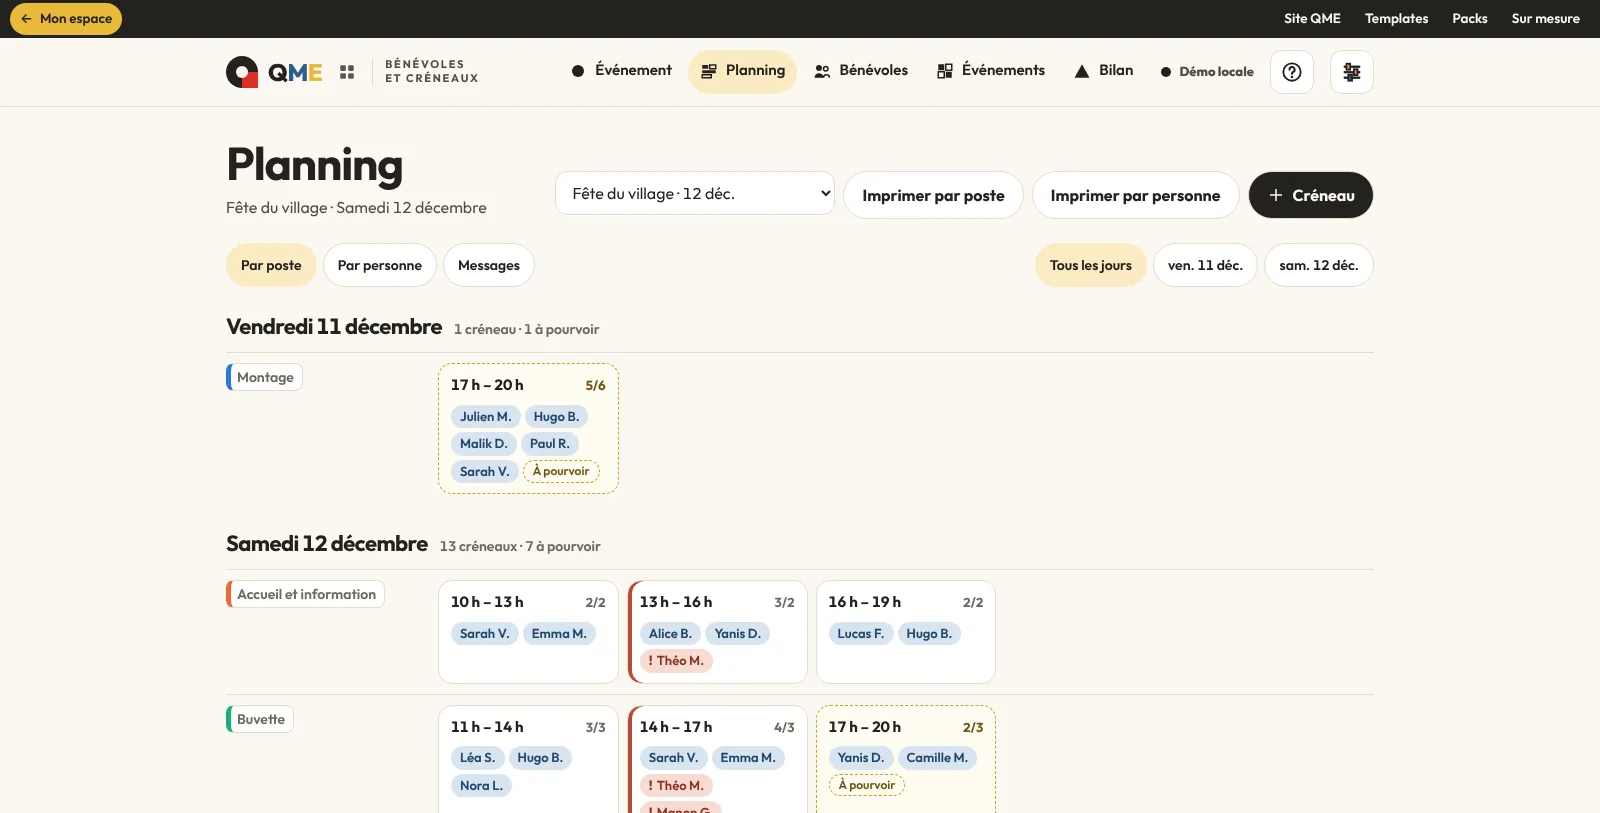 Mon espace
Site QME
Templates
Packs
Sur mesure
QME
BÉNÉVOLES
ET CRÉNEAUX
Événement
Planning
Bénévoles
Événements
Bilan
Démo locale
Planning
Fête du village · Samedi 12 décembre
Fête du village · 12 déc.
Imprimer par poste
Imprimer par personne
+ Créneau
Par poste
Par personne
Messages
Tous les jours
ven. 11 déc.
sam. 12 déc.
Vendredi 11 décembre 1 créneau · 1 à pourvoir
Montage
17 h – 20 h 5/6
Julien M. Hugo B.
Malik D. Paul R.
Sarah V. À pourvoir
Samedi 12 décembre 13 créneaux · 7 à pourvoir
Accueil et information
10 h – 13 h 2/2
Sarah V. Emma M.
13 h – 16 h 3/2
Alice B. Yanis D.
! Théo M.
16 h – 19 h 2/2
Lucas F. Hugo B.
Buvette
11 h – 14 h 3/3
Léa S. Hugo B.
Nora L.
14 h – 17 h 4/3
Sarah V. Emma M.
! Théo M.
! Manon G.
17 h – 20 h 2/3
Yanis D. Camille M.
À pourvoir